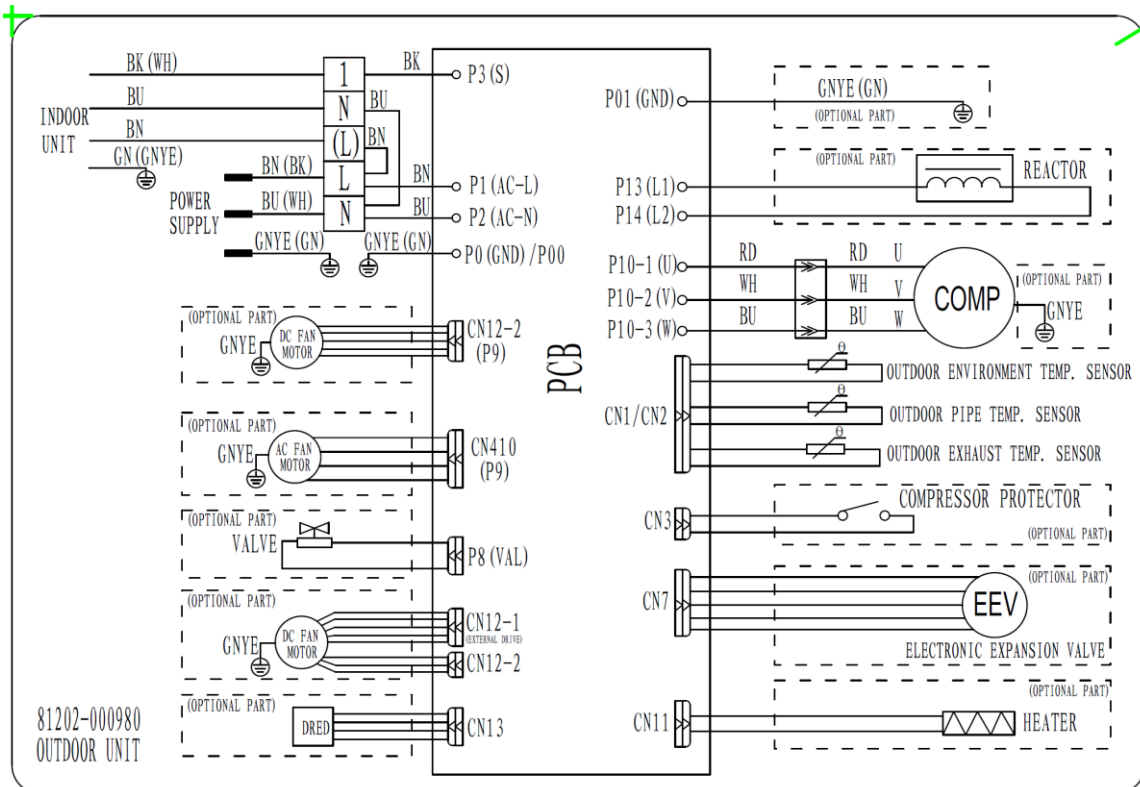 BK(WH)
BK
1
P3(S)
BU
N
BU
INDOOR
UNIT
BN
(L)
BN
GN(GNYE)
BN(BK)
L
BN
P1(AC-L)
POWER
SUPPLY
BU(WH)
N
BU
P2(AC-N)
GNYE(GN)
GNYE(GN)
P0(GND)/P00
(OPTIONAL PART)
GNYE
DC FAN
MOTOR
CN12-2
(P9)
(OPTIONAL PART)
GNYE
AC FAN
MOTOR
CN410
(P9)
(OPTIONAL PART)
VALVE
P8(VAL)
(OPTIONAL PART)
GNYE
DC FAN
MOTOR
CN12-1
(EXTERNAL DRIVE)
CN12-2
(OPTIONAL PART)
DRED
CN13
81202-000980
OUTDOOR UNIT
PCB
P01(GND)
GNYE(GN)
(OPTIONAL PART)
(OPTIONAL PART)
REACTOR
P13(L1)
P14(L2)
P10-1(U)
RD
RD
U
P10-2(V)
WH
WH
V
P10-3(W)
BU
BU
W
COMP
(OPTIONAL PART)
GNYE
CN1/CN2
θ
OUTDOOR ENVIRONMENT TEMP. SENSOR
θ
OUTDOOR PIPE TEMP. SENSOR
θ
OUTDOOR EXHAUST TEMP. SENSOR
CN3
COMPRESSOR PROTECTOR
(OPTIONAL PART)
CN7
(OPTIONAL PART)
EEV
ELECTRONIC EXPANSION VALVE
(OPTIONAL PART)
CN11
HEATER